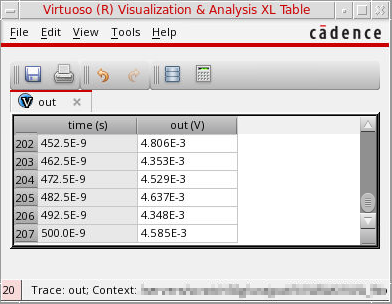 Virtuoso (R) Visualization & Analysis XL Table
File Edit View Tools Help cādence
out
time (s) out (V)
202 452.5E-9 4.806E-3
203 462.5E-9 4.353E-3
204 472.5E-9 4.529E-3
205 482.5E-9 4.637E-3
206 492.5E-9 4.348E-3
207 500.0E-9 4.585E-3
20 Trace: out; Context: